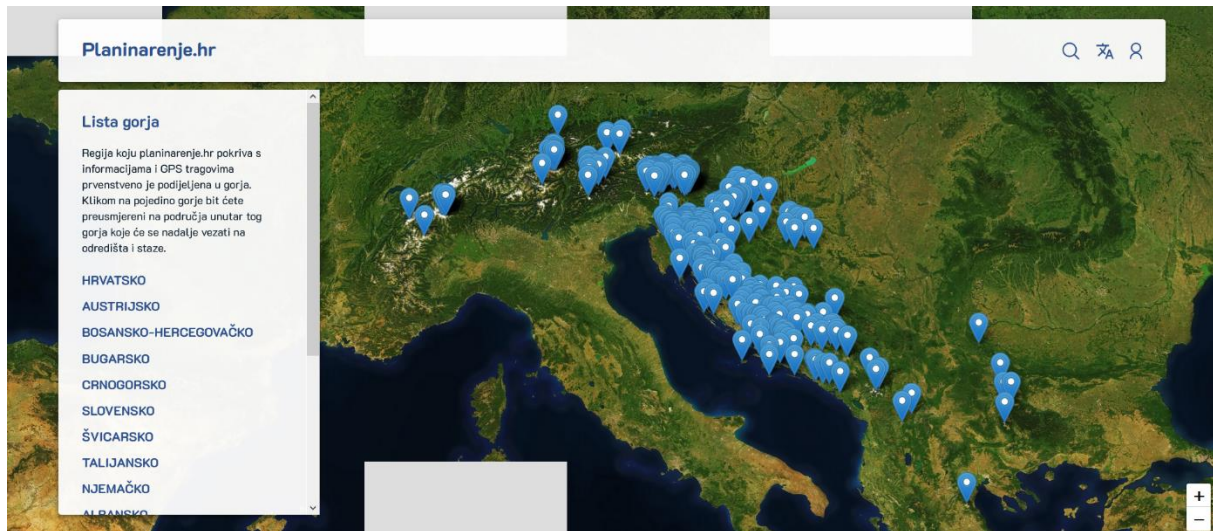 Planinarenje.hr
Lista gorja
Regija koju planinarenje.hr pokriva s
informacijama i GPS tragovima
prvenstveno je podijeljena u gorja.
Klikom na pojedino gorje bit ćete
preusmjereni na područja unutar tog
gorja koje će se nadalje vezati na
odredišta i staze.
HRVATSKO
AUSTRIJSKO
BOSANSKO-HERCEGOVAČKO
BUGARSKO
CRNOGORSKO
SLOVENSKO
ŠVICARSKO
TALIJANSKO
NJEMAČKO
ALBANSKO
+
−